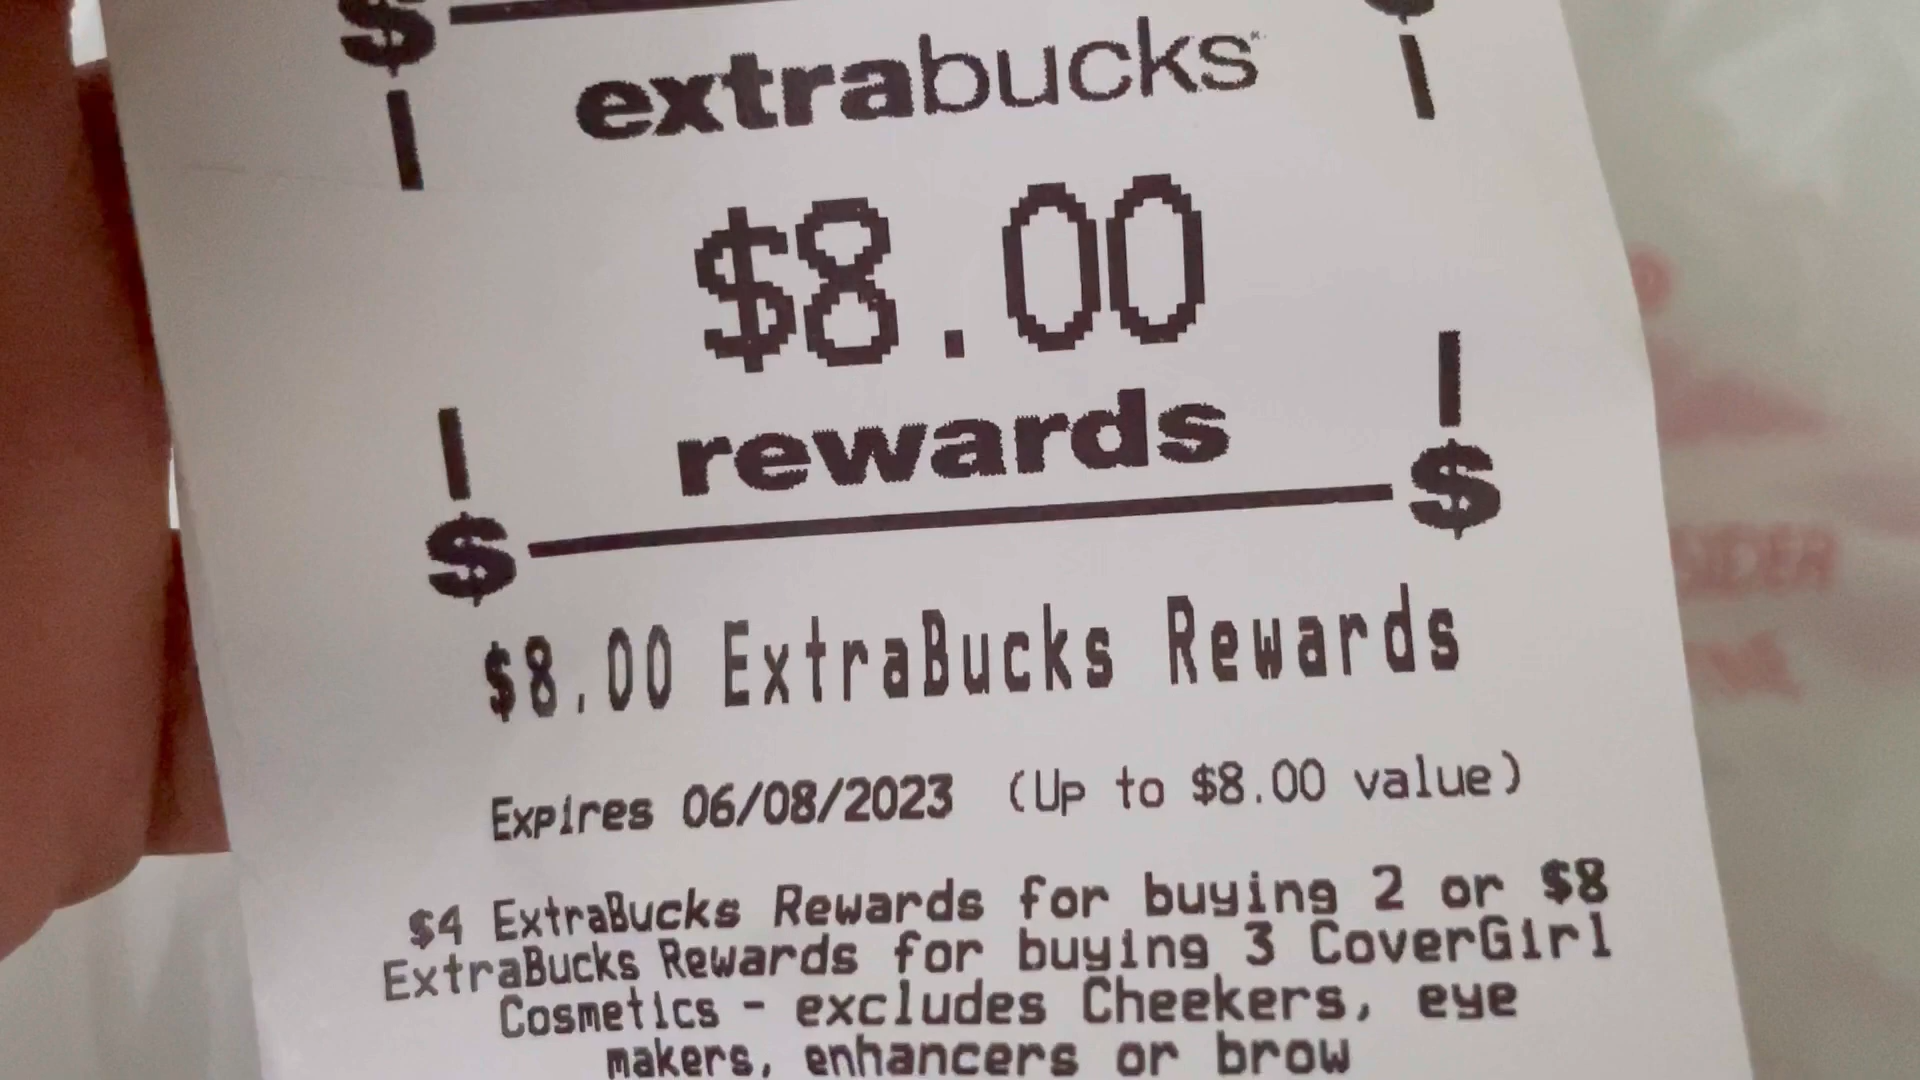 extrabucks
$8.00
rewards
$8.00 ExtraBucks Rewards
Expires 06/08/2023 (Up to $8.00 value)
$4 ExtraBucks Rewards for buying 2 or $8
ExtraBucks Rewards for buying 3 CoverGirl
Cosmetics - excludes Cheekers, eye
makers, enhancers or brow